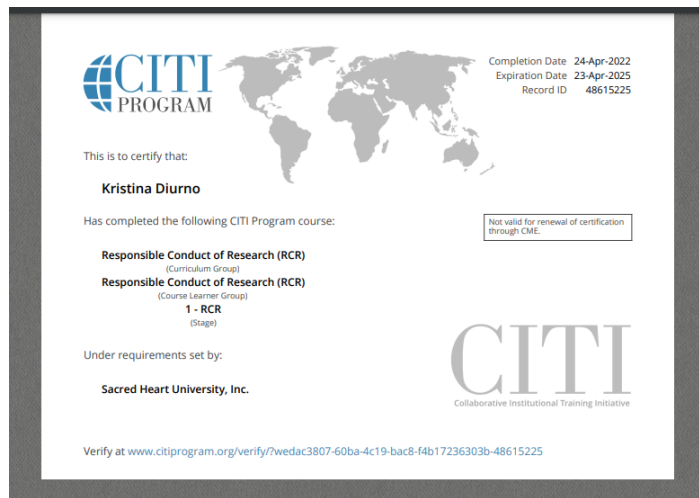 CITI
PROGRAM
Completion Date 24-Apr-2022
Expiration Date 23-Apr-2025
Record ID 48615225
This is to certify that:
Kristina Diurno
Has completed the following CITI Program course:
Not valid for renewal of certification
through CME.
Responsible Conduct of Research (RCR)
(Curriculum Group)
Responsible Conduct of Research (RCR)
(Course Learner Group)
1 - RCR
(Stage)
Under requirements set by:
Sacred Heart University, Inc.
CITI
Collaborative Institutional Training Initiative
Verify at www.citiprogram.org/verify/?wedac3807-60ba-4c19-bac8-f4b17236303b-48615225